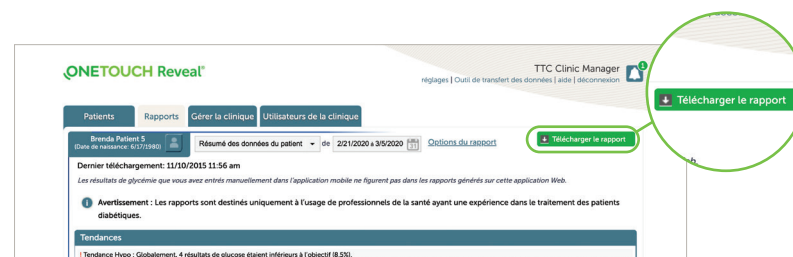 ONETOUCH Reveal®
TTC Clinic Manager
réglages | Outil de transfert des données | aide | déconnexion
1
Patients
Rapports
Gérer la clinique
Utilisateurs de la clinique
Brenda Patient 5
(Date de naissance: 6/17/1980)
Résumé des données du patient
de
2/21/2020 à 3/5/2020
31
Options du rapport
Télécharger le rapport
Télécharger le rapport
Dernier téléchargement: 11/10/2015 11:56 am
Les résultats de glycémie que vous avez entrés manuellement dans l'application mobile ne figurent pas dans les rapports générés sur cette application Web.
Avertissement : Les rapports sont destinés uniquement à l'usage de professionnels de la santé ayant une expérience dans le traitement des patients
diabétiques.
Tendances
! Tendance Hypo : Globalement, 4 résultats de glucose étaient inférieurs à l'objectif (8.5%).